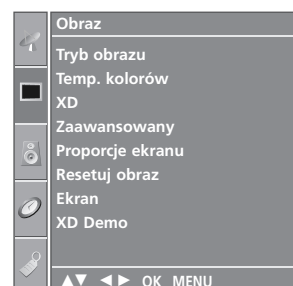 Obraz
Tryb obrazu
Temp. kolorów
XD
Zaawansowany
Proporcje ekranu
Resetuj obraz
Ekran
XD Demo
▲▼ ◄► OK MENU